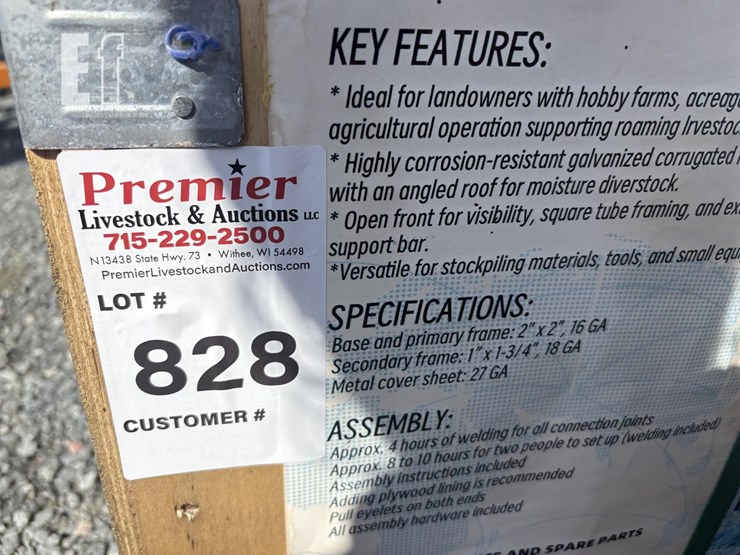 Ef
Premier
Livestock & Auctions LLC
715-229-2500
N13438 State Hwy. 73 • Withee, WI 54498
PremierLivestockandAuctions.com
LOT #
828
CUSTOMER #
KEY FEATURES:
* Ideal for landowners with hobby farms, acreag
agricultural operation supporting roaming lrvestoc
* Highly corrosion-resistant galvanized corrugated
with an angled roof for moisture diverstock.
* Open front for visibility, square tube framing, and ex
support bar.
*Versatile for stockpiling materials, tools, and small equ
SPECIFICATIONS:
Base and primary frame: 2" x 2", 16 GA
Secondary frame: 1" x 1-3/4", 18 GA
Metal cover sheet: 27 GA
ASSEMBLY:
Approx. 4 hours of welding for all connection joints
Approx. 8 to 10 hours for two people to set up (welding included)
Assembly instructions included
Adding plywood lining is recommended
Pull eyelets on both ends
All assembly hardware included
AND SPARE PARTS